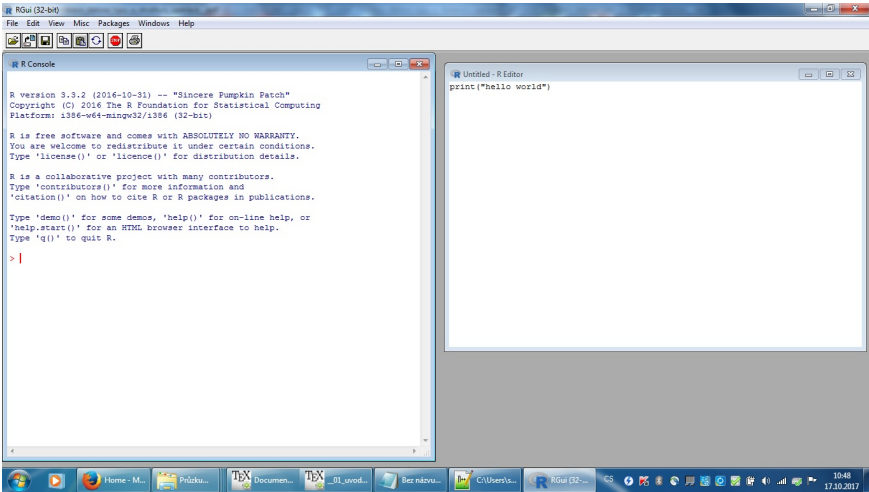 RGui (32-bit)
File Edit View Misc Packages Windows Help
STOP
R Console
R version 3.3.2 (2016-10-31) -- "Sincere Pumpkin Patch"
Copyright (C) 2016 The R Foundation for Statistical Computing
Platform: i386-w64-mingw32/i386 (32-bit)
R is free software and comes with ABSOLUTELY NO WARRANTY.
You are welcome to redistribute it under certain conditions.
Type 'license()' or 'licence()' for distribution details.
R is a collaborative project with many contributors.
Type 'contributors()' for more information and
'citation()' on how to cite R or R packages in publications.
Type 'demo()' for some demos, 'help()' for on-line help, or
'help.start()' for an HTML browser interface to help.
Type 'q()' to quit R.
>
Untitled - R Editor
print("hello world")
Home - M...
Průzku...
TEX Documen...
TEX _01_uvod...
Bez názvu...
C:\Users\s...
R RGui (32-...
CS
10:48
17.10.2017